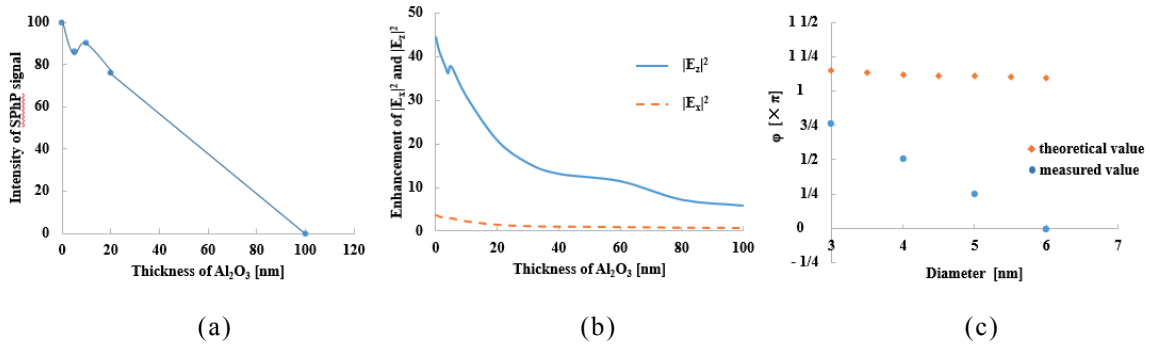 100
80
60
40
20
0
0 20 40 60 80 100 120
Intensity of SPhP signal
Thickness of Al₂O₃ [nm]
(a)
50
40
30
20
10
0
0 20 40 60 80 100
Enhancement of |Eₓ|² and |E_z|²
|E_z|²
|Eₓ|²
Thickness of Al₂O₃ [nm]
(b)
1 1/2
1 1/4
1
3/4
1/2
1/4
0
- 1/4
3 4 5 6 7
φ [× π]
theoretical value
measured value
Diameter [nm]
(c)